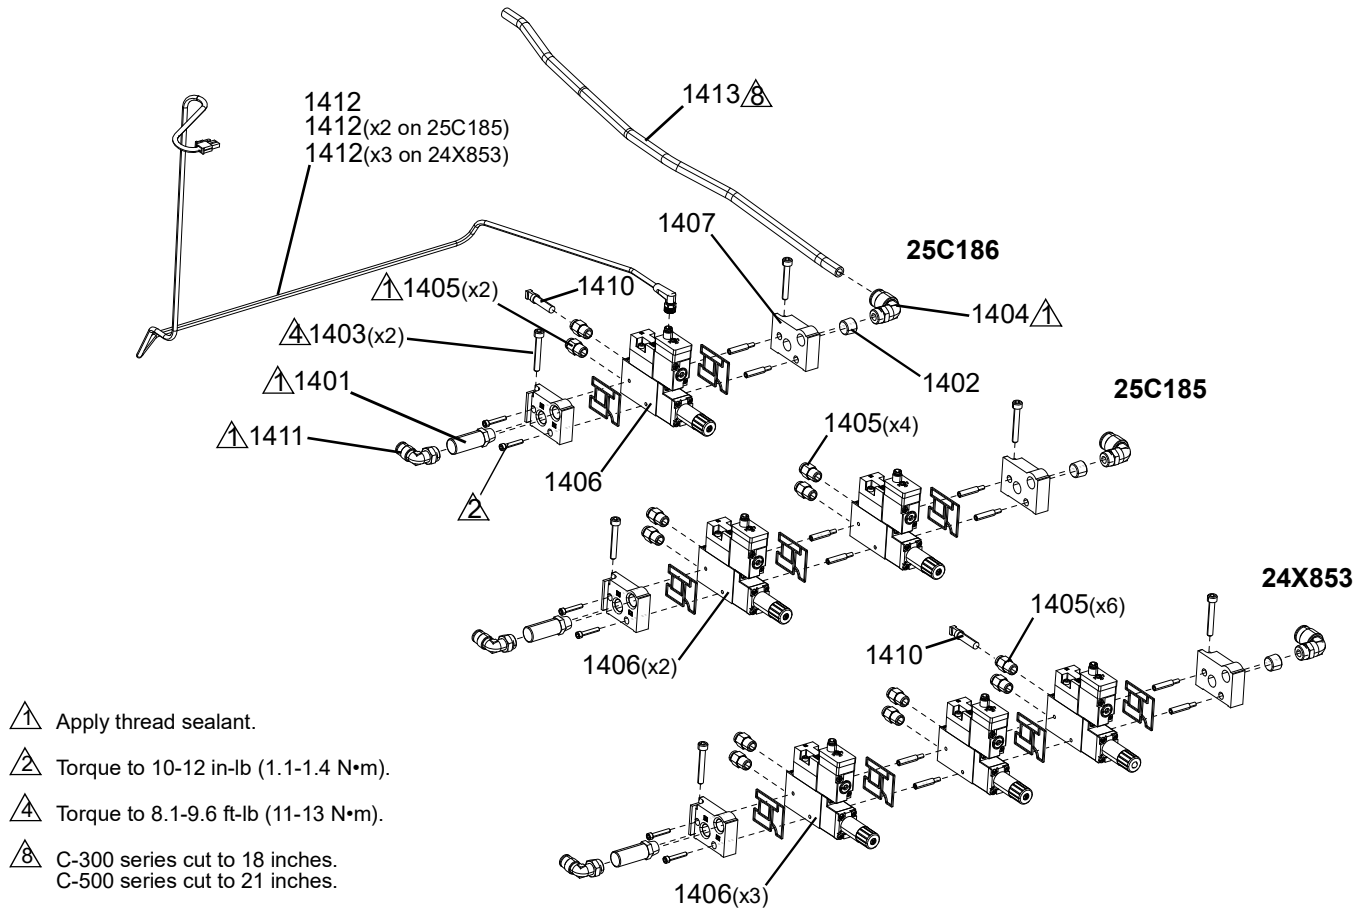 1412
1412(x2 on 25C185)
1412(x3 on 24X853)
1413 8
1407
25C186
1 1405(x2)
1410
1404 1
4 1403(x2)
1402
1 1401
25C185
1 1411
1405(x4)
1406
2
24X853
1405(x6)
1410
1406(x2)
1 Apply thread sealant.
2 Torque to 10-12 in-lb (1.1-1.4 N•m).
4 Torque to 8.1-9.6 ft-lb (11-13 N•m).
8 C-300 series cut to 18 inches.
C-500 series cut to 21 inches.
1406(x3)